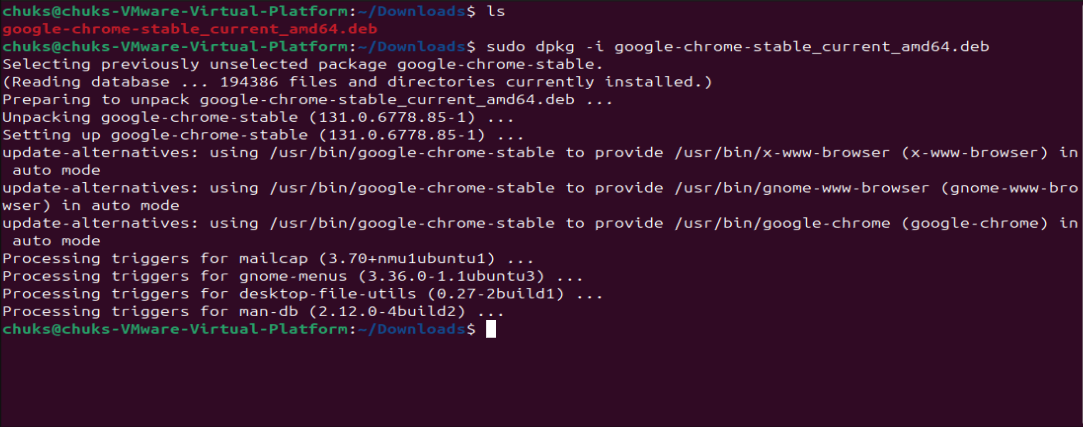 chuks@chuks-VMware-Virtual-Platform:~/Downloads$ ls
google-chrome-stable_current_amd64.deb
chuks@chuks-VMware-Virtual-Platform:~/Downloads$ sudo dpkg -i google-chrome-stable_current_amd64.deb
Selecting previously unselected package google-chrome-stable.
(Reading database ... 194386 files and directories currently installed.)
Preparing to unpack google-chrome-stable_current_amd64.deb ...
Unpacking google-chrome-stable (131.0.6778.85-1) ...
Setting up google-chrome-stable (131.0.6778.85-1) ...
update-alternatives: using /usr/bin/google-chrome-stable to provide /usr/bin/x-www-browser (x-www-browser) in
 auto mode
update-alternatives: using /usr/bin/google-chrome-stable to provide /usr/bin/gnome-www-browser (gnome-www-bro
wser) in auto mode
update-alternatives: using /usr/bin/google-chrome-stable to provide /usr/bin/google-chrome (google-chrome) in
 auto mode
Processing triggers for mailcap (3.70+nmu1ubuntu1) ...
Processing triggers for gnome-menus (3.36.0-1.1ubuntu3) ...
Processing triggers for desktop-file-utils (0.27-2build1) ...
Processing triggers for man-db (2.12.0-4build2) ...
chuks@chuks-VMware-Virtual-Platform:~/Downloads$